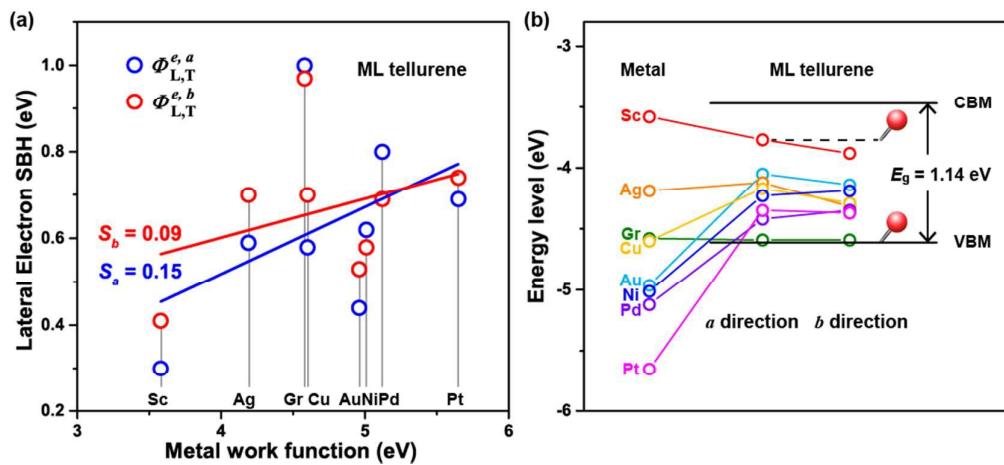 (a)
Lateral Electron SBH (eV)
1.0
0.8
0.6
0.4
0.2
Φ e, a L,T
Φ e, b L,T
ML tellurene
S_b = 0.09
S_a = 0.15
Sc Ag Gr Cu Au Ni Pd Pt
3 4 5 6
Metal work function (eV)
(b)
Energy level (eV)
-3
-4
-5
-6
Metal ML tellurene
CBM
Sc
E_g = 1.14 eV
Ag
Gr
Cu
VBM
Au
Ni
Pd
a direction b direction
Pt